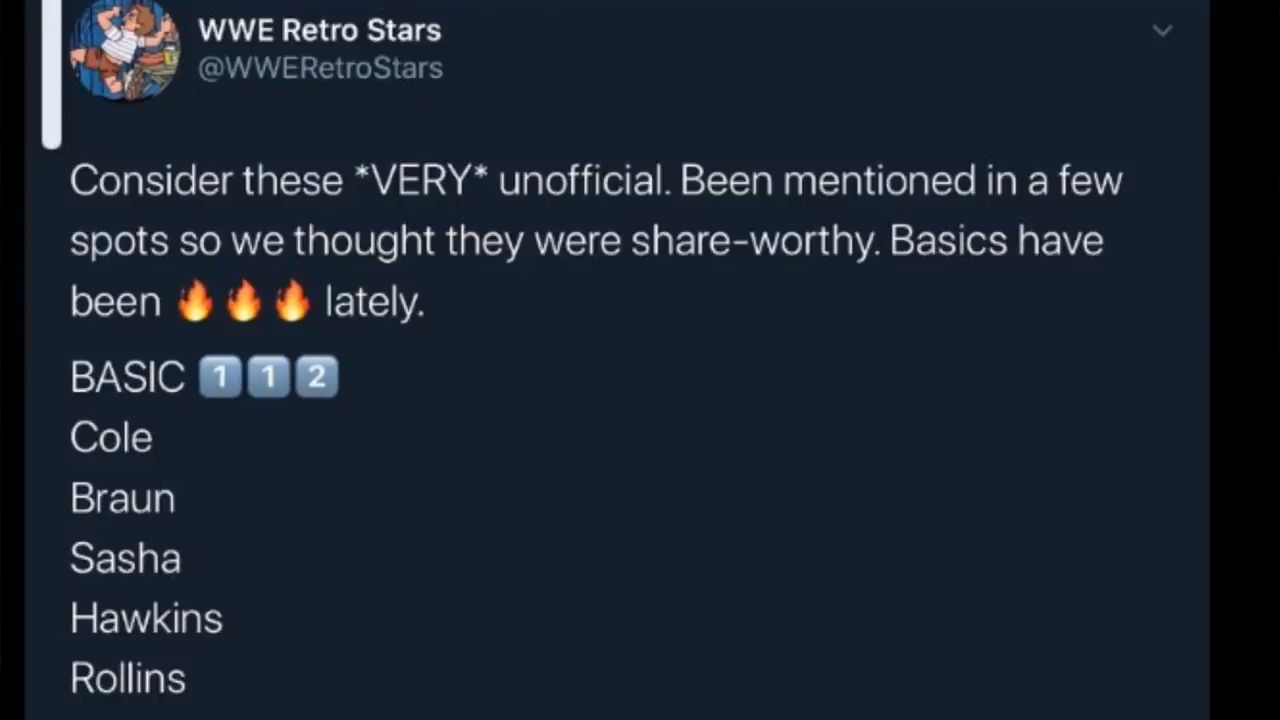 WWE Retro Stars
@WWERetroStars
Consider these *VERY* unofficial. Been mentioned in a few
spots so we thought they were share-worthy. Basics have
been 🔥🔥🔥 lately.
BASIC 1️⃣1️⃣2️⃣
Cole
Braun
Sasha
Hawkins
Rollins